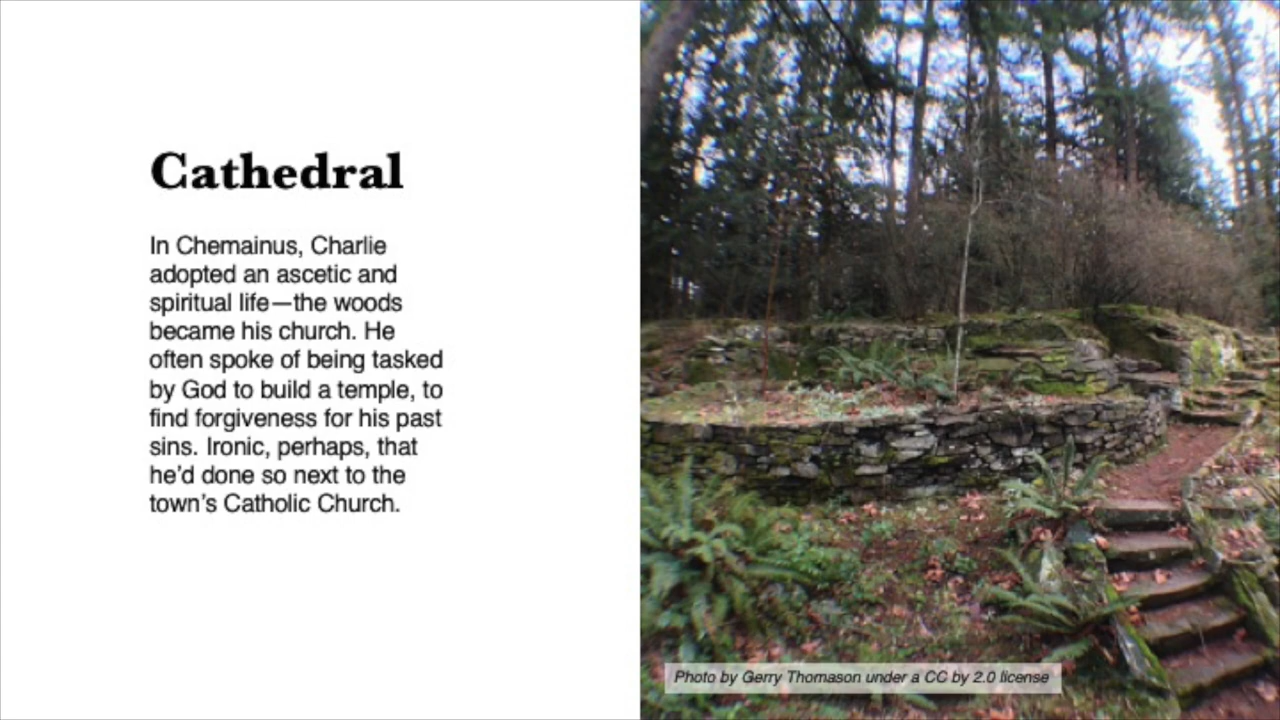 Cathedral
In Chemainus, Charlie
adopted an ascetic and
spiritual life—the woods
became his church. He
often spoke of being tasked
by God to build a temple, to
find forgiveness for his past
sins. Ironic, perhaps, that
he’d done so next to the
town’s Catholic Church.
Photo by Gerry Thomason under a CC by 2.0 license